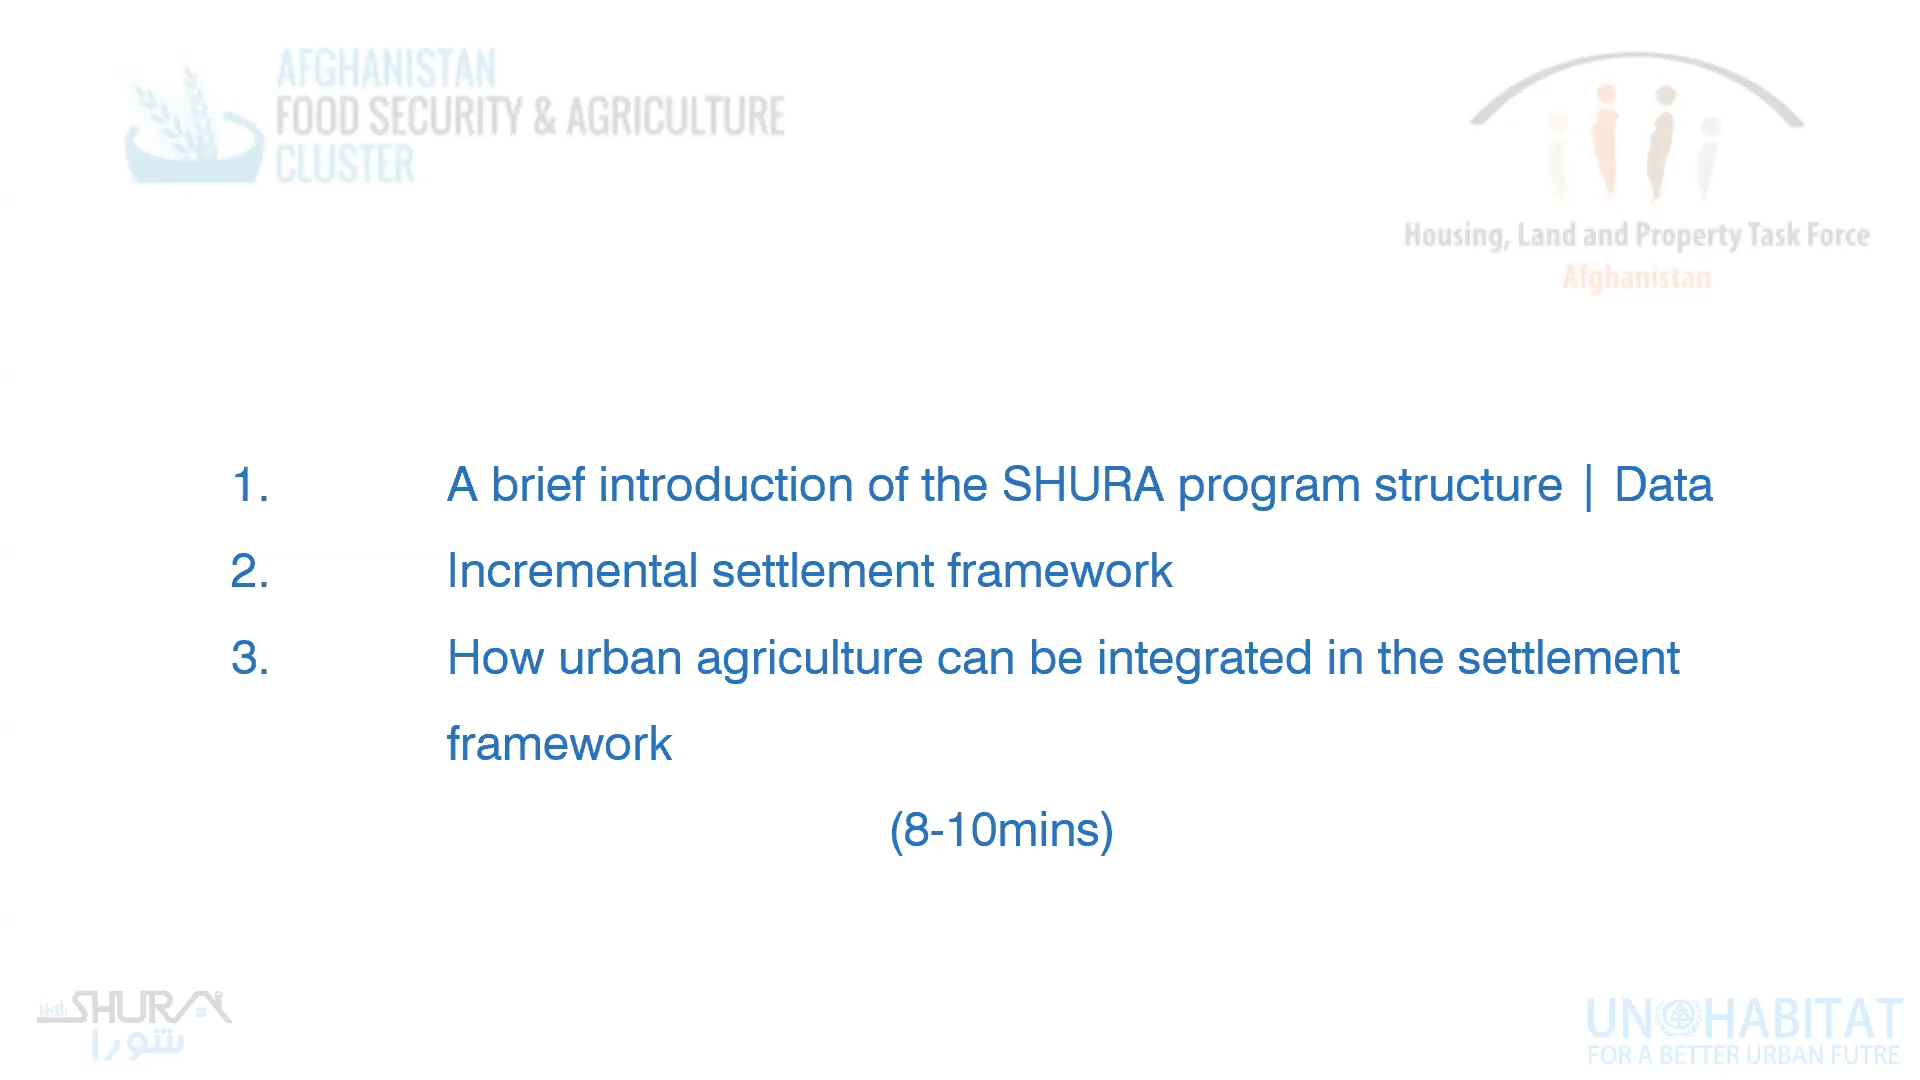 AFGHANISTAN
FOOD SECURITY & AGRICULTURE
CLUSTER
Housing, Land and Property Task Force
Afghanistan
1. A brief introduction of the SHURA program structure | Data
2. Incremental settlement framework
3. How urban agriculture can be integrated in the settlement
framework
(8-10mins)
SHURA
شورا
UN HABITAT
FOR A BETTER URBAN FUTRE